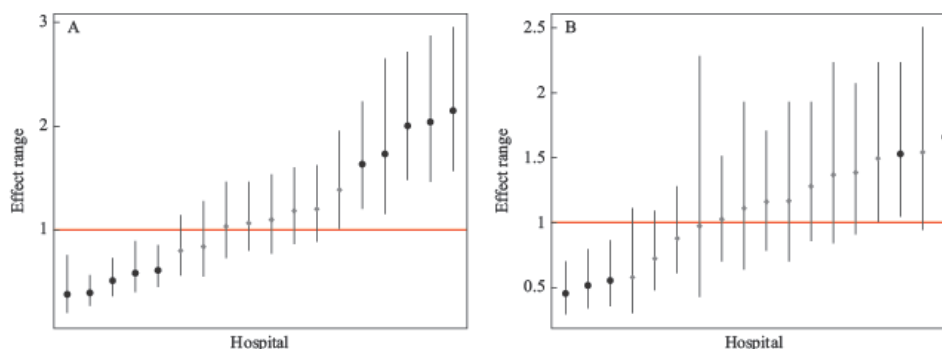 A
3
2
1
Effect range
Hospital
B
2.5
2
1.5
1
0.5
Effect range
Hospital